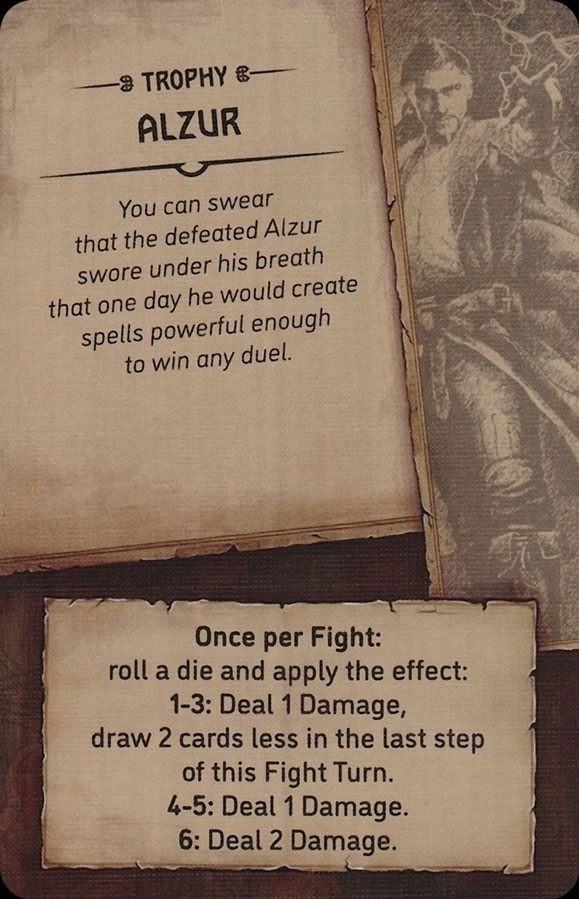 TROPHY
ALZUR
You can swear
that the defeated Alzur
swore under his breath
that one day he would create
spells powerful enough
to win any duel.
Once per Fight:
roll a die and apply the effect:
1-3: Deal 1 Damage,
draw 2 cards less in the last step
of this Fight Turn.
4-5: Deal 1 Damage.
6: Deal 2 Damage.